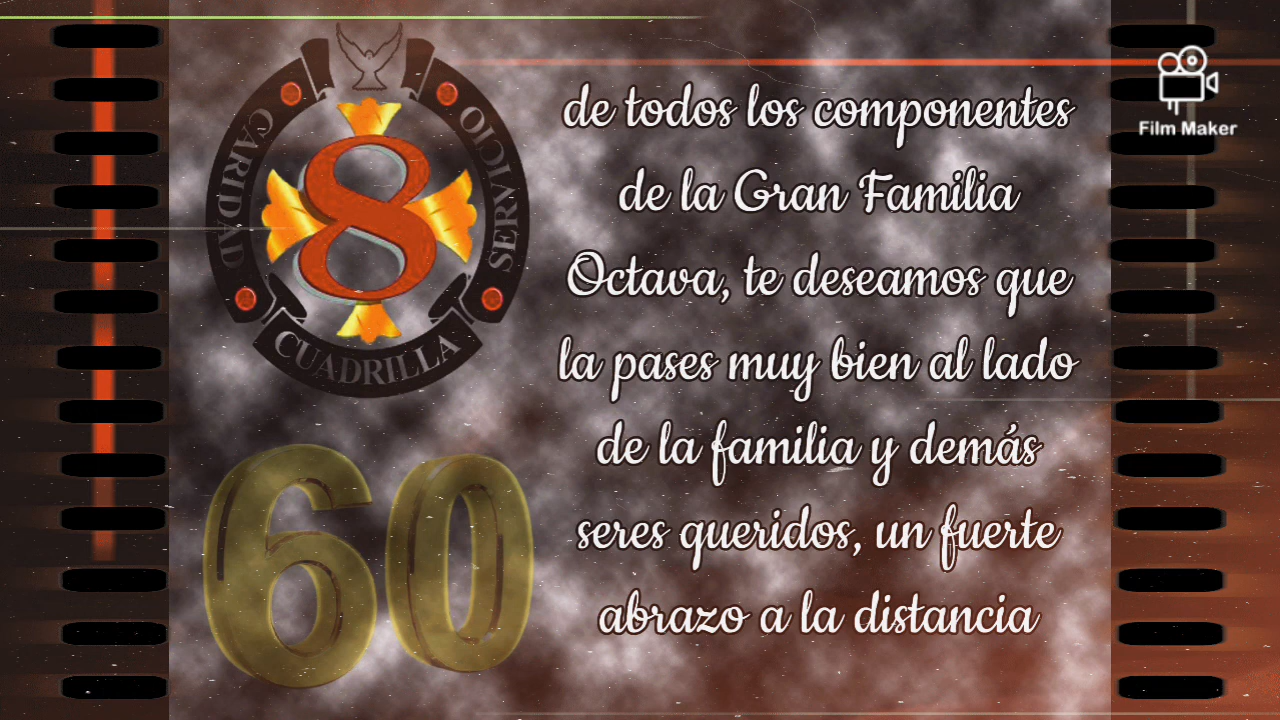 CARIDAD
8
SERVICIO
CUADRILLA
60
de todos los componentes
de la Gran Familia
Octava, te deseamos que
la pases muy bien al lado
de la familia y demás
seres queridos, un fuerte
abrazo a la distancia
Film Maker